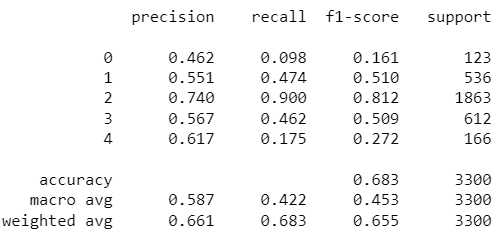 precision recall f1-score support
0 0.462 0.098 0.161 123
1 0.551 0.474 0.510 536
2 0.740 0.900 0.812 1863
3 0.567 0.462 0.509 612
4 0.617 0.175 0.272 166
accuracy 0.683 3300
macro avg 0.587 0.422 0.453 3300
weighted avg 0.661 0.683 0.655 3300